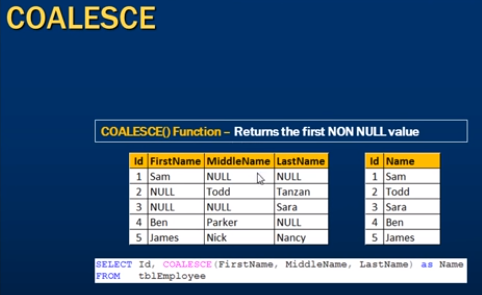 COALESCE
COALESCE() Function – Returns the first NON NULL value
Id FirstName MiddleName LastName
1 Sam NULL NULL
2 NULL Todd Tanzan
3 NULL NULL Sara
4 Ben Parker NULL
5 James Nick Nancy
Id Name
1 Sam
2 Todd
3 Sara
4 Ben
5 James
SELECT Id, COALESCE(FirstName, MiddleName, LastName) as Name
FROM tblEmployee